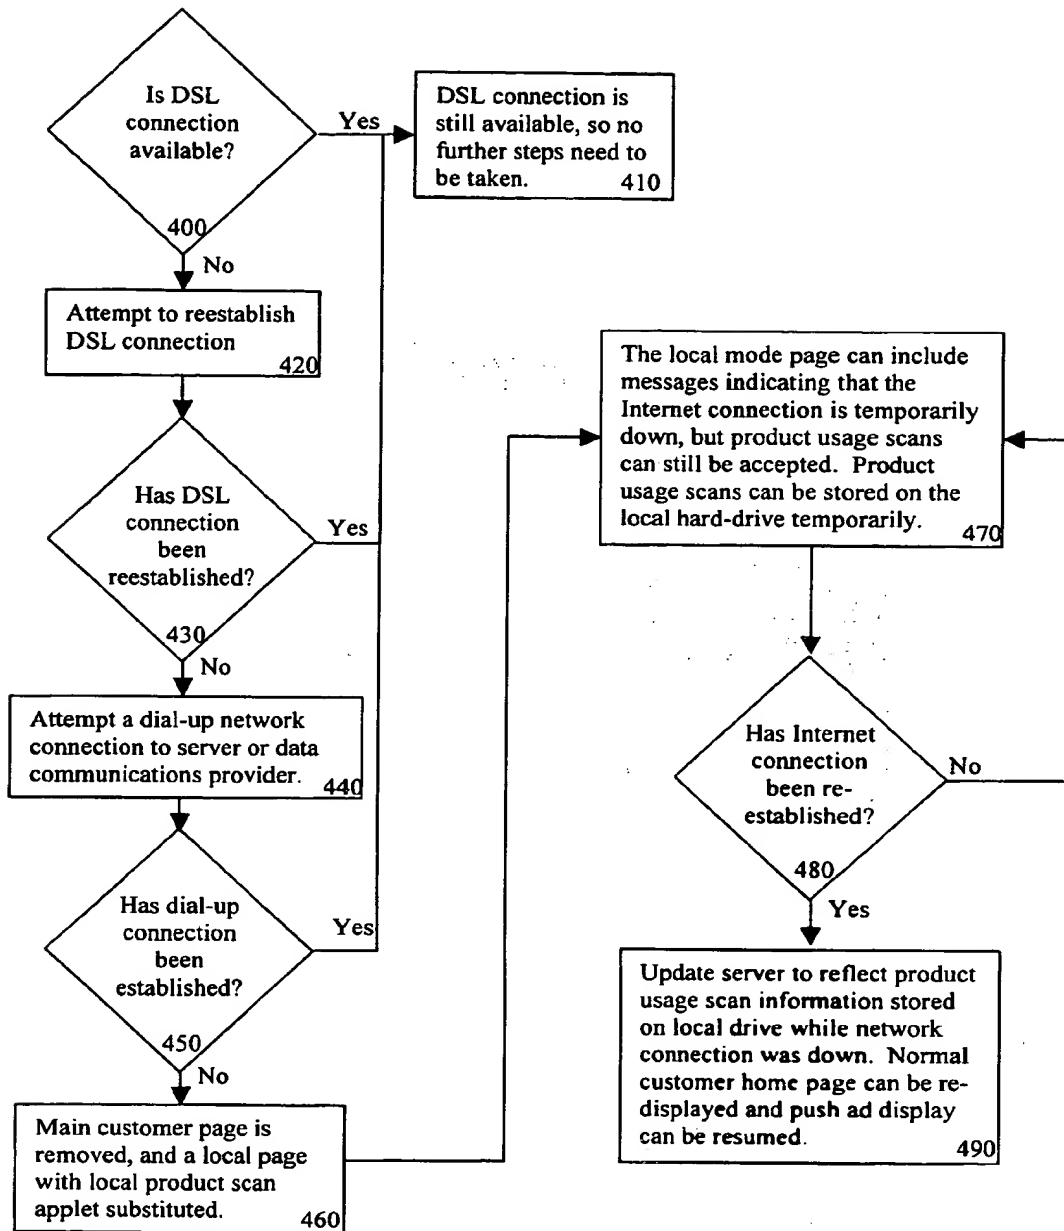 Is DSL
connection
available?
400
Yes
DSL connection is
still available, so no
further steps need to
be taken.
410
No
Attempt to reestablish
DSL connection
420
Has DSL
connection
been
reestablished?
430
Yes
No
Attempt a dial-up network
connection to server or data
communications provider.
440
Has dial-up
connection
been
established?
450
Yes
No
Main customer page is
removed, and a local page
with local product scan
applet substituted.
460
The local mode page can include
messages indicating that the
Internet connection is temporarily
down, but product usage scans
can still be accepted. Product
usage scans can be stored on the
local hard-drive temporarily.
470
Has Internet
connection
been re-
established?
480
No
Yes
Update server to reflect product
usage scan information stored
on local drive while network
connection was down. Normal
customer home page can be re-
displayed and push ad display
can be resumed.
490